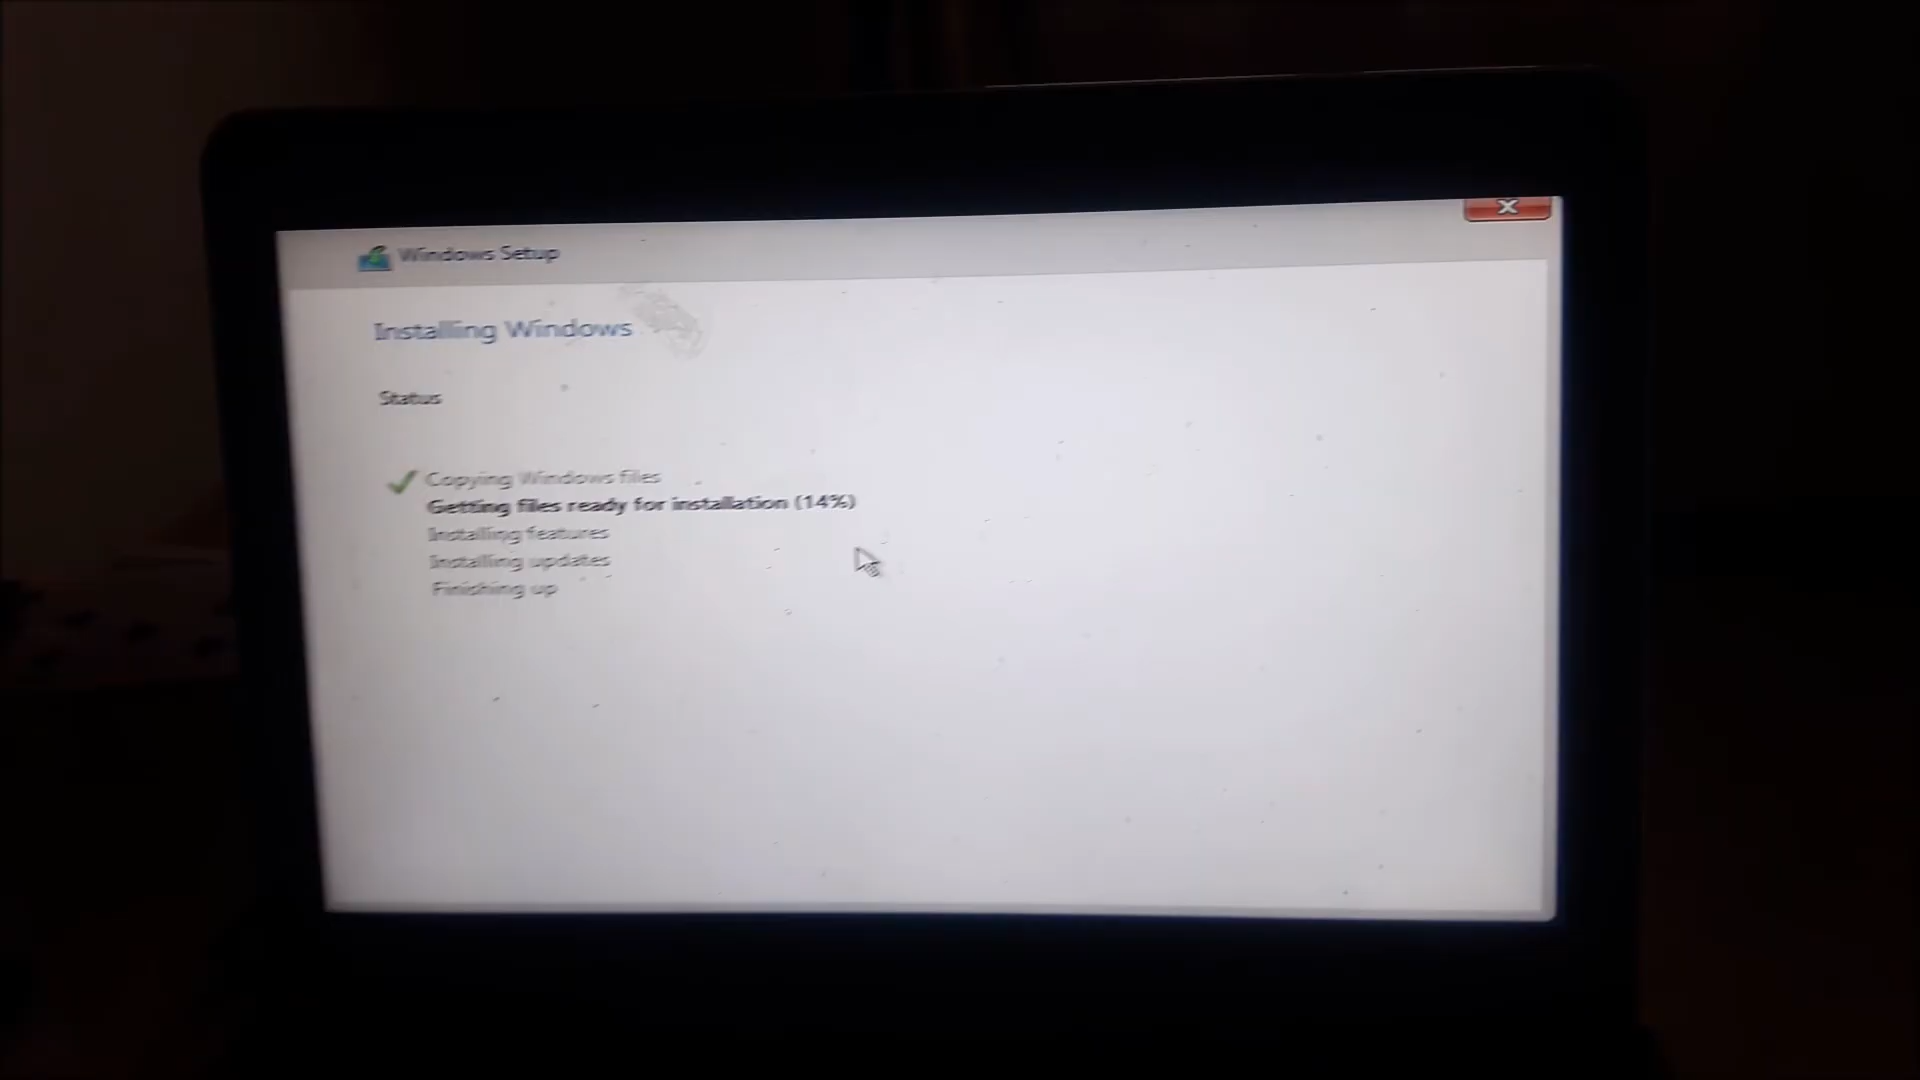 Windows Setup
Installing Windows
Status
Copying Windows files
Getting files ready for installation (14%)
Installing features
Installing updates
Finishing up